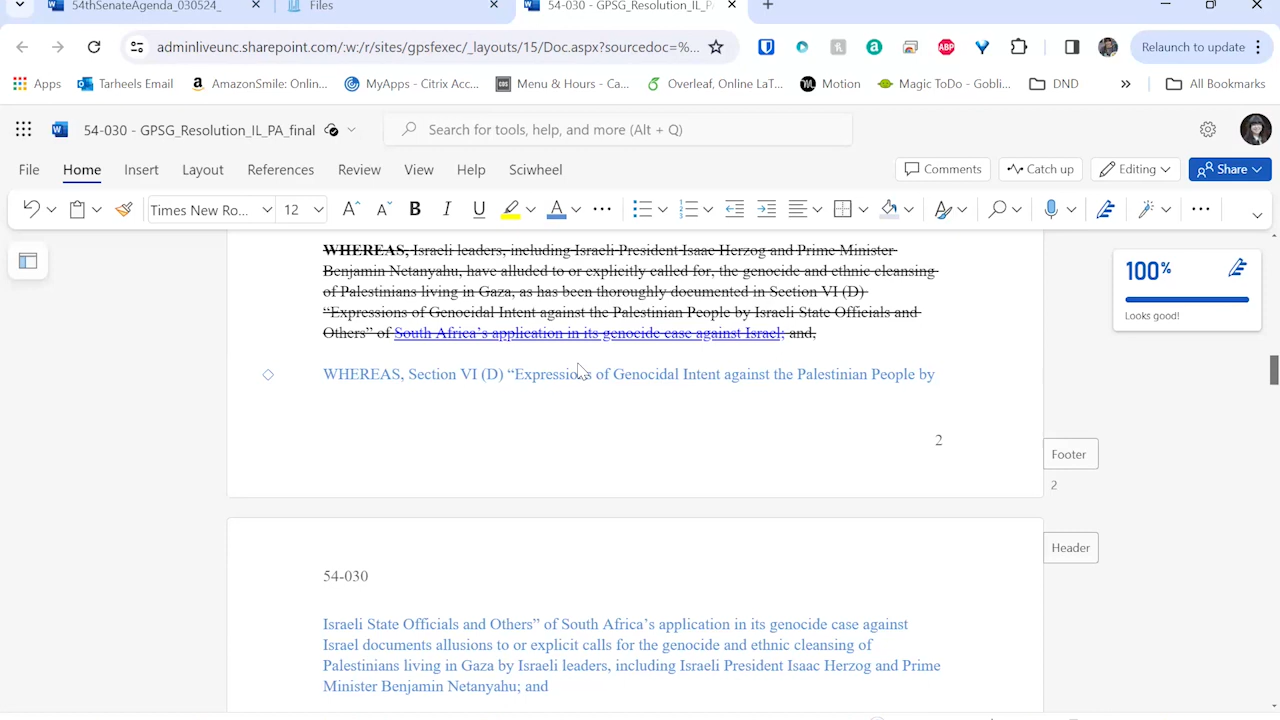 54thSenateAgenda_030524_
Files
54-030 - GPSG_Resolution_IL_P
adminliveunc.sharepoint.com/:w:/r/sites/gpsfexec/_layouts/15/Doc.aspx?sourcedoc=%...
ABP
Relaunch to update
Apps
Tarheels Email
AmazonSmile: Onlin...
MyApps - Citrix Acc...
Menu & Hours - Ca...
Overleaf, Online LaT...
Motion
Magic ToDo - Gobli...
DND
All Bookmarks
54-030 - GPSG_Resolution_IL_PA_final
Search for tools, help, and more (Alt + Q)
File Home Insert Layout References Review View Help Sciwheel
Comments
Catch up
Editing
Share
Times New Ro...
12
WHEREAS, Israeli leaders, including Israeli President Isaac Herzog and Prime Minister
Benjamin Netanyahu, have alluded to or explicitly called for, the genocide and ethnic cleansing
of Palestinians living in Gaza, as has been thoroughly documented in Section VI (D)
“Expressions of Genocidal Intent against the Palestinian People by Israeli State Officials and
Others” of South Africa’s application in its genocide case against Israel; and,
WHEREAS, Section VI (D) “Expressions of Genocidal Intent against the Palestinian People by
2
Footer
2
Header
54-030
Israeli State Officials and Others” of South Africa’s application in its genocide case against
Israel documents allusions to or explicit calls for the genocide and ethnic cleansing of
Palestinians living in Gaza by Israeli leaders, including Israeli President Isaac Herzog and Prime
Minister Benjamin Netanyahu; and
100%
Looks good!